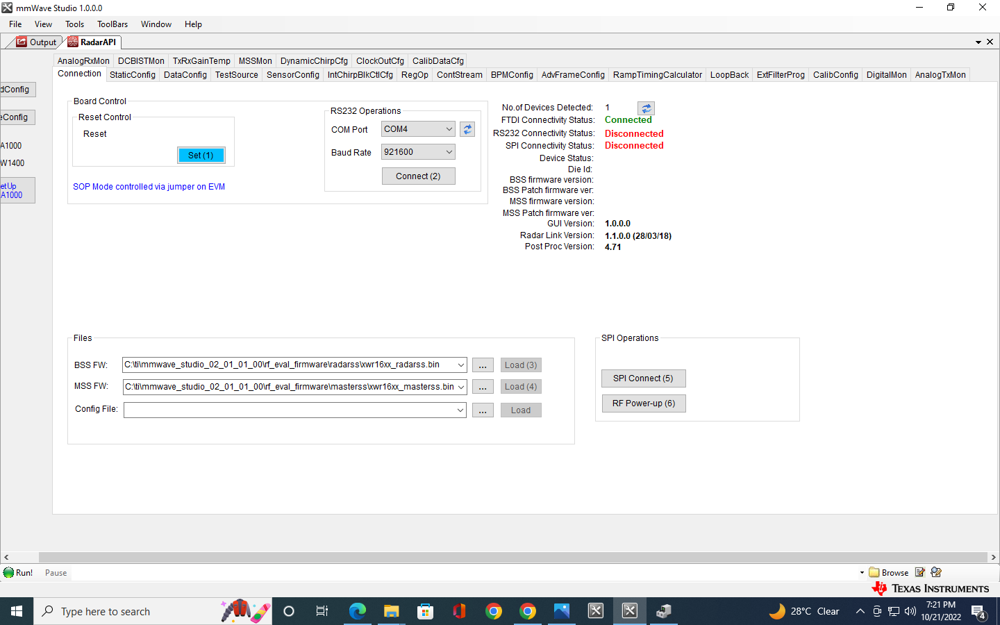 mmWave Studio 1.0.0.0
File View Tools ToolBars Window Help
Output RadarAPI
AnalogRxMon DCBISTMon TxRxGainTemp MSSMon DynamicChirpCfg ClockOutCfg CalibDataCfg
Connection StaticConfig DataConfig TestSource SensorConfig IntChirpBlkCtlCfg RegOp ContStream BPMConfig AdvFrameConfig RampTimingCalculator LoopBack ExtFilterProg CalibConfig DigitalMon AnalogTxMon
dConfig
eConfig
A1000
W1400
etUp
A1000
Board Control
Reset Control
Reset
Set (1)
SOP Mode controlled via jumper on EVM
RS232 Operations
COM Port COM4
Baud Rate 921600
Connect (2)
No.of Devices Detected: 1
FTDI Connectivity Status: Connected
RS232 Connectivity Status: Disconnected
SPI Connectivity Status: Disconnected
Device Status:
Die Id:
BSS firmware version:
BSS Patch firmware ver:
MSS firmware version:
MSS Patch firmware ver:
GUI Version: 1.0.0.0
Radar Link Version: 1.1.0.0 (28/03/18)
Post Proc Version: 4.71
Files
BSS FW: C:\ti\mmwave_studio_02_01_01_00\rf_eval_firmware\radarss\xwr16xx_radarss.bin ... Load (3)
MSS FW: C:\ti\mmwave_studio_02_01_01_00\rf_eval_firmware\masterss\xwr16xx_masterss.bin ... Load (4)
Config File: ... Load
SPI Operations
SPI Connect (5)
RF Power-up (6)
Run! Pause Browse
TEXAS INSTRUMENTS
Type here to search
28°C Clear
7:21 PM
10/21/2022
4